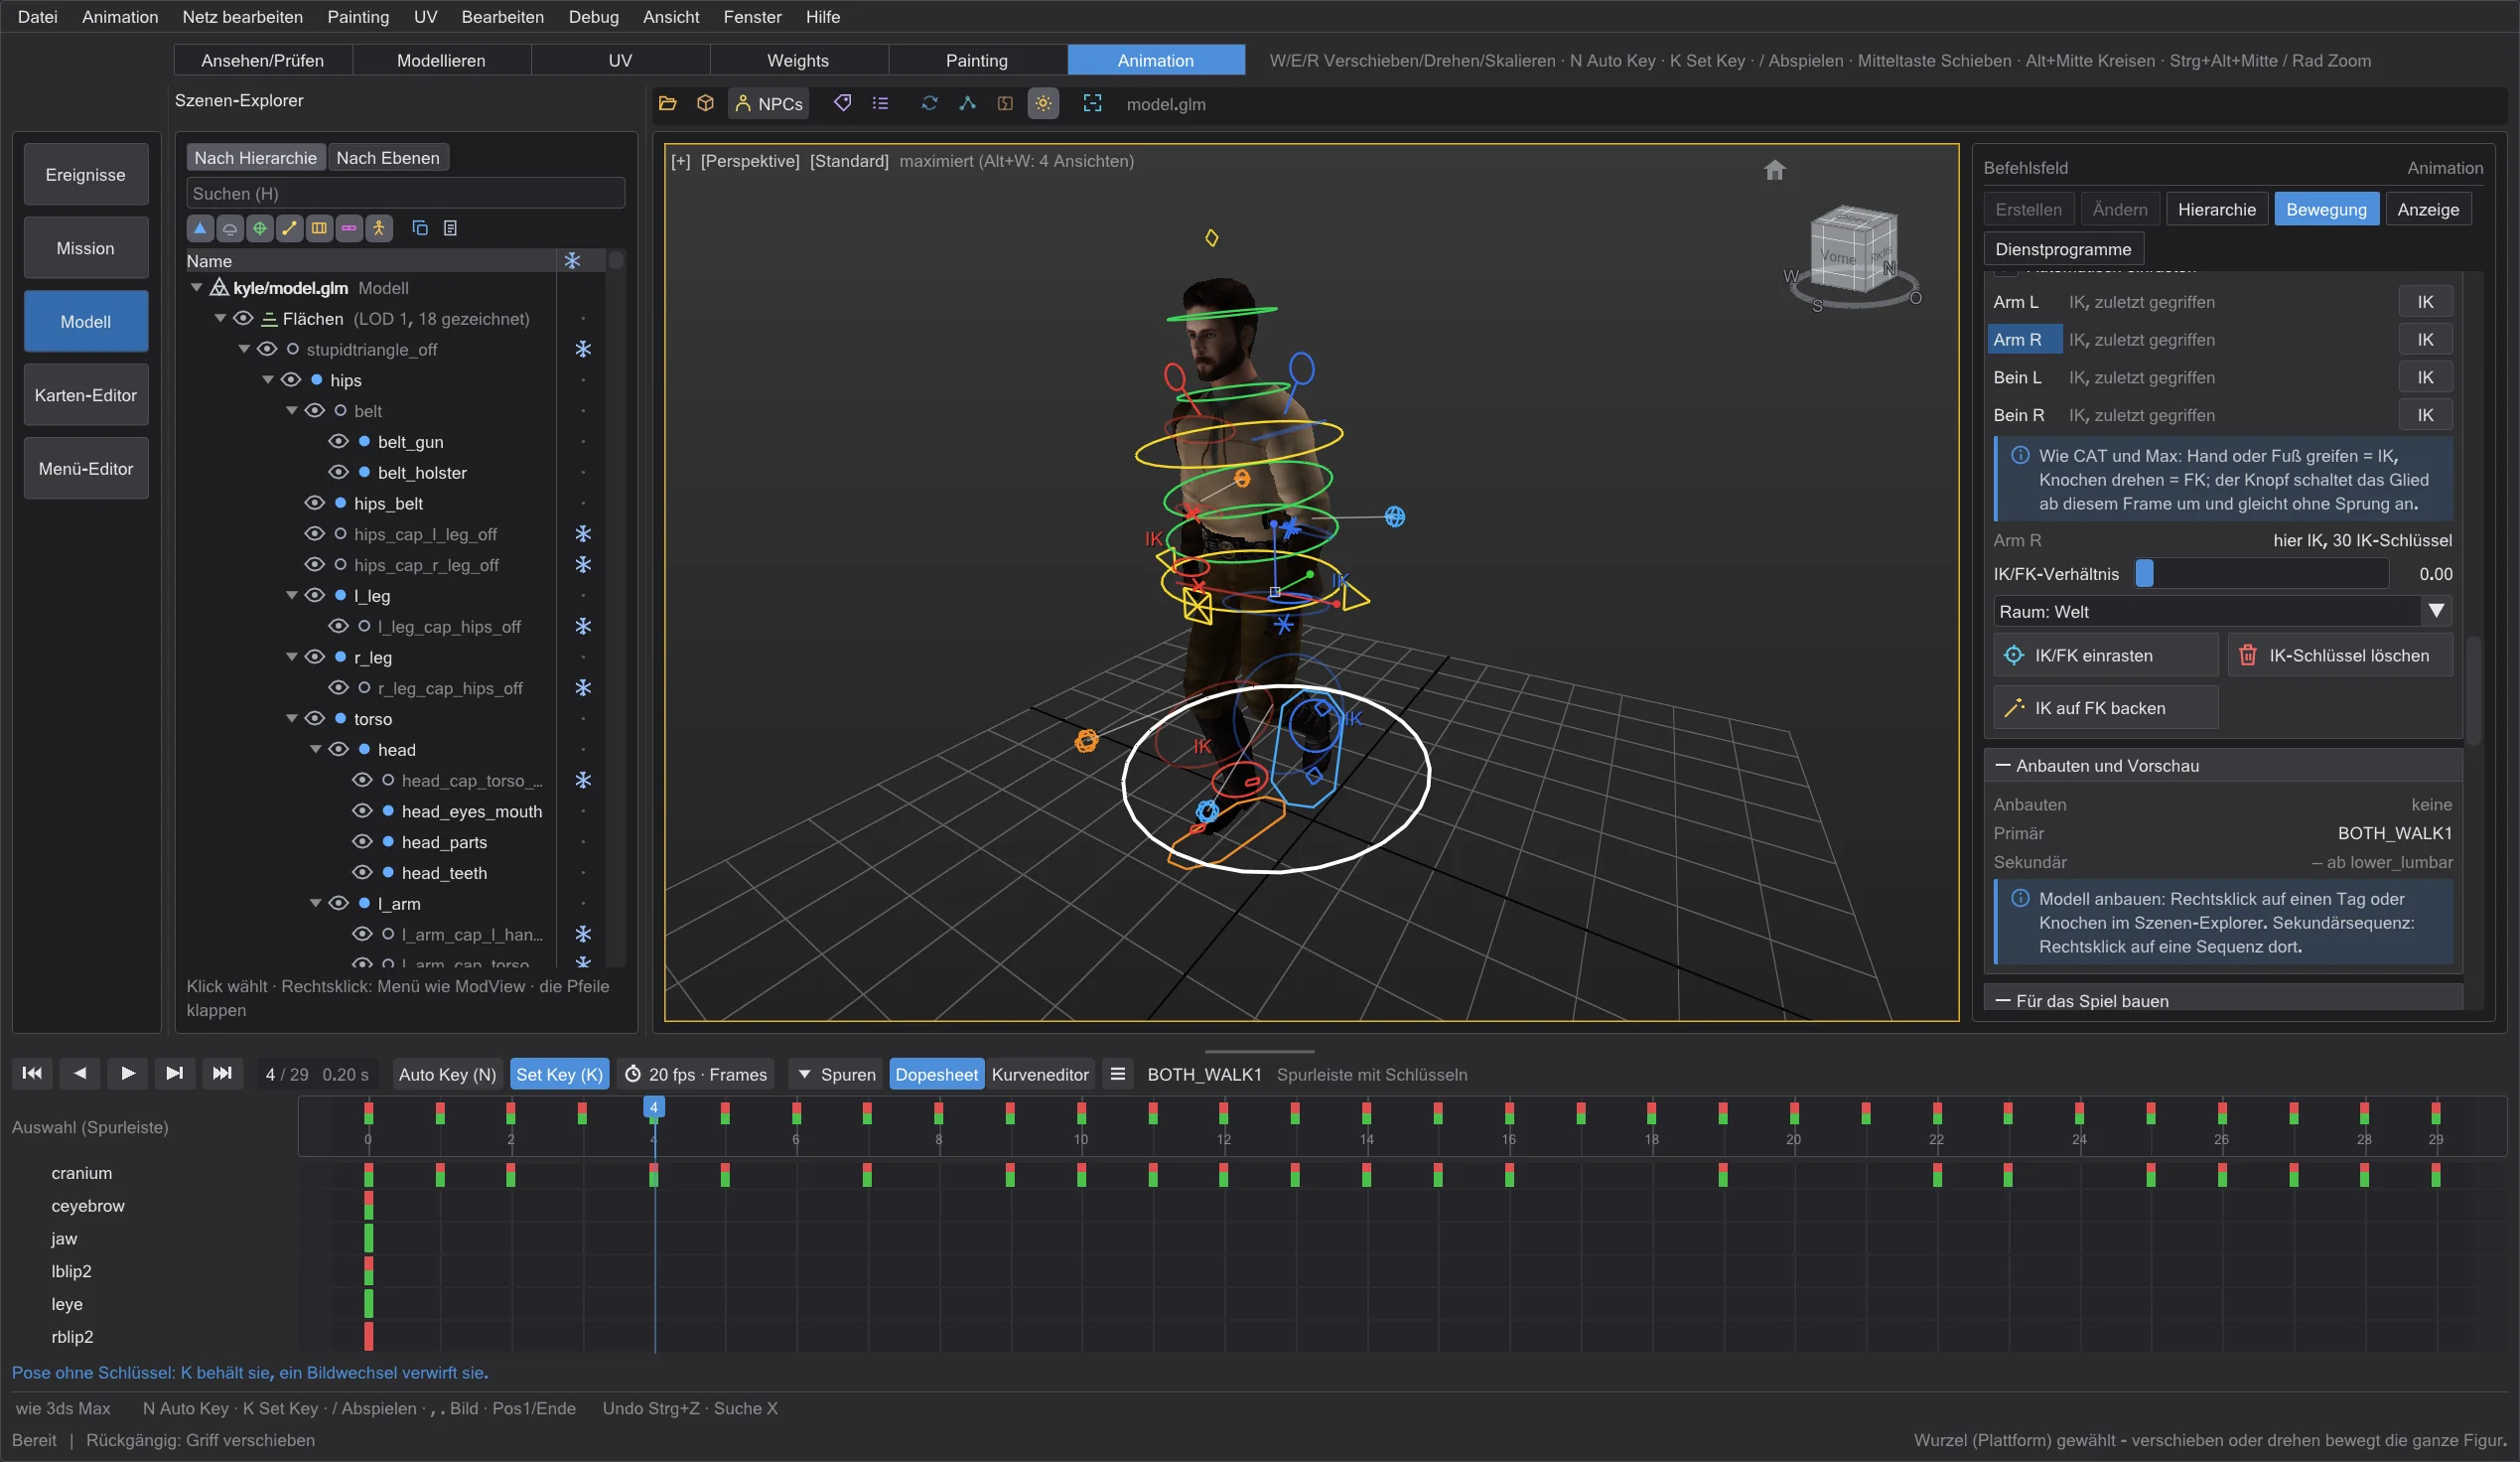 Datei Animation Netz bearbeiten Painting UV Bearbeiten Debug Ansicht Fenster Hilfe
Ansehen/Prüfen Modellieren UV Weights Painting Animation W/E/R Verschieben/Drehen/Skalieren · N Auto Key · K Set Key · / Abspielen · Mitteltaste Schieben · Alt+Mitte Kreisen · Strg+Alt+Mitte / Rad Zoom
Szenen-Explorer
NPCs model.glm
Ereignisse
Mission
Modell
Karten-Editor
Menü-Editor
Nach Hierarchie Nach Ebenen
Suchen (H)
Name
kyle/model.glm Modell
Flächen (LOD 1, 18 gezeichnet)
stupidtriangle_off
hips
belt
belt_gun
belt_holster
hips_belt
hips_cap_l_leg_off
hips_cap_r_leg_off
l_leg
l_leg_cap_hips_off
r_leg
r_leg_cap_hips_off
torso
head
head_cap_torso_...
head_eyes_mouth
head_parts
head_teeth
l_arm
l_arm_cap_l_han...
l_arm_cap_torso
Klick wählt · Rechtsklick: Menü wie ModView · die Pfeile
klappen
[+] [Perspektive] [Standard] maximiert (Alt+W: 4 Ansichten)
Vorne
W
N
S
O
IK
IK
IK
IK
Befehlsfeld Animation
Erstellen Ändern Hierarchie Bewegung Anzeige
Dienstprogramme
Automatisch einrasten
Arm L IK, zuletzt gegriffen IK
Arm R IK, zuletzt gegriffen IK
Bein L IK, zuletzt gegriffen IK
Bein R IK, zuletzt gegriffen IK
Wie CAT und Max: Hand oder Fuß greifen = IK,
Knochen drehen = FK; der Knopf schaltet das Glied
ab diesem Frame um und gleicht ohne Sprung an.
Arm R hier IK, 30 IK-Schlüssel
IK/FK-Verhältnis 0.00
Raum: Welt
IK/FK einrasten IK-Schlüssel löschen
IK auf FK backen
Anbauten und Vorschau
Anbauten keine
Primär BOTH_WALK1
Sekundär – ab lower_lumbar
Modell anbauen: Rechtsklick auf einen Tag oder
Knochen im Szenen-Explorer. Sekundärsequenz:
Rechtsklick auf eine Sequenz dort.
Für das Spiel bauen
4 / 29 0.20 s Auto Key (N) Set Key (K) 20 fps · Frames Spuren Dopesheet Kurveneditor BOTH_WALK1 Spurleiste mit Schlüsseln
4
Auswahl (Spurleiste)
0 2 4 6 8 10 12 14 16 18 20 22 24 26 28 29
cranium
ceyebrow
jaw
lblip2
leye
rblip2
Pose ohne Schlüssel: K behält sie, ein Bildwechsel verwirft sie.
wie 3ds Max N Auto Key · K Set Key · / Abspielen · , . Bild · Pos1/Ende Undo Strg+Z · Suche X
Bereit | Rückgängig: Griff verschieben Wurzel (Plattform) gewählt - verschieben oder drehen bewegt die ganze Figur.